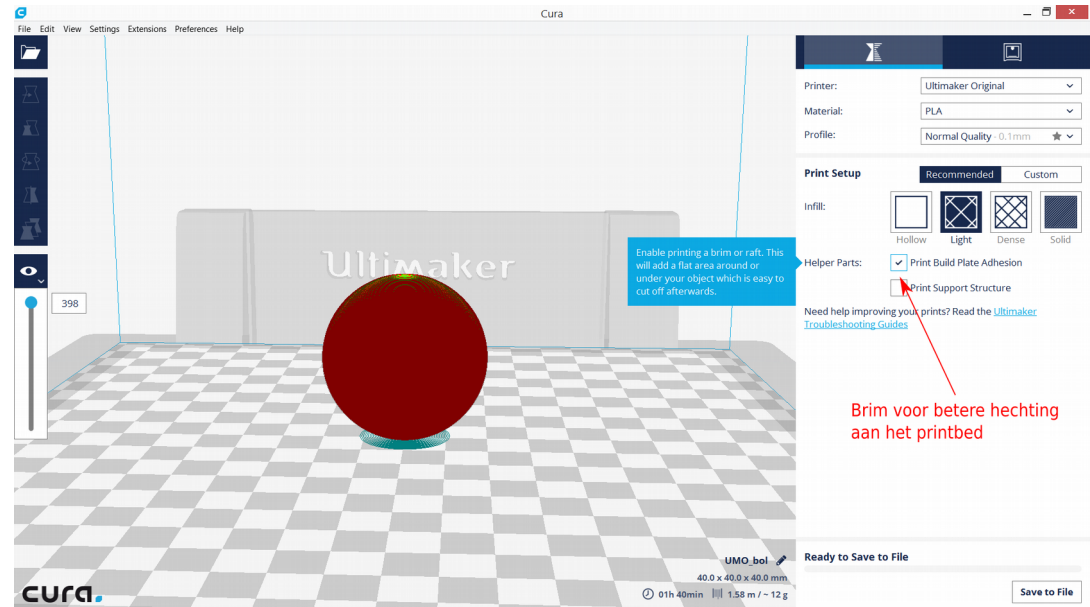 Cura
File Edit View Settings Extensions Preferences Help
Printer: Ultimaker Original
Material: PLA
Profile: Normal Quality - 0.1mm
Print Setup Recommended Custom
Infill:
Hollow Light Dense Solid
Ultimaker
Enable printing a brim or raft. This
will add a flat area around or
under your object which is easy to
cut off afterwards.
Helper Parts: Print Build Plate Adhesion
Print Support Structure
398
Need help improving your prints? Read the Ultimaker
Troubleshooting Guides
Brim voor betere hechting
aan het printbed
UMO_bol
40.0 x 40.0 x 40.0 mm
01h 40min 1.58 m / ~ 12 g
Ready to Save to File
Save to File
cura.